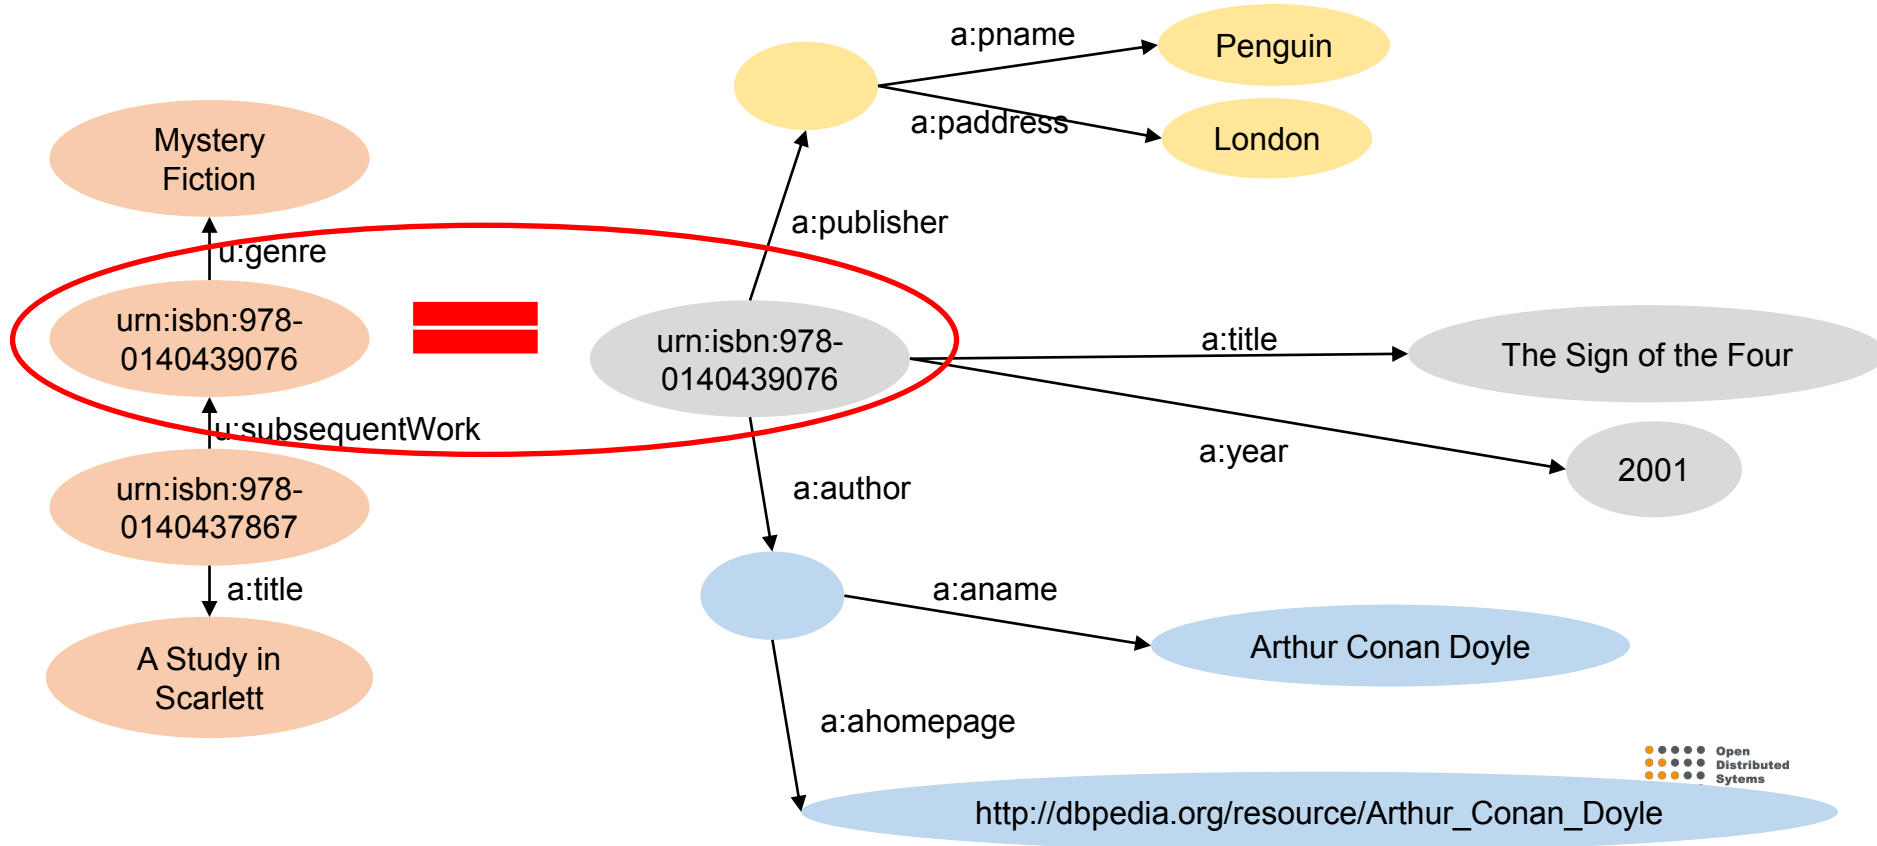 a:pname
Penguin
a:paddress
London
Mystery
Fiction
a:publisher
u:genre
urn:isbn:978-
0140439076
urn:isbn:978-
0140439076
a:title
The Sign of the Four
u:subsequentWork
a:year
2001
urn:isbn:978-
0140437867
a:author
a:title
a:aname
Arthur Conan Doyle
A Study in
Scarlett
a:ahomepage
Open
Distributed
Sytems
http://dbpedia.org/resource/Arthur_Conan_Doyle